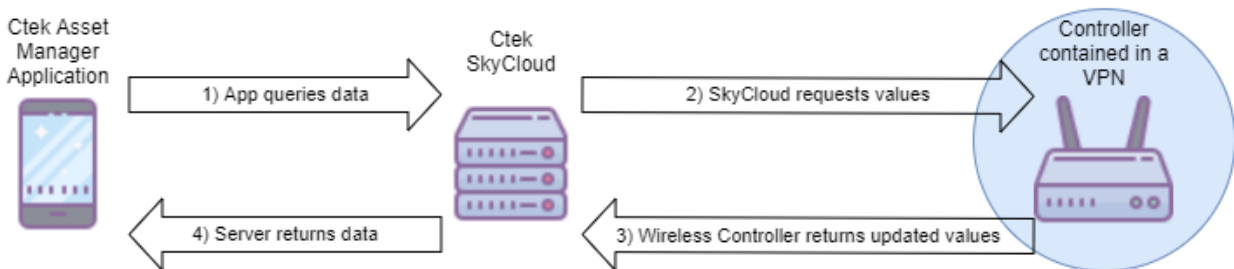 Ctek Asset
Manager
Application
Ctek
SkyCloud
Controller
contained in a
VPN
1) App queries data
2) SkyCloud requests values
4) Server returns data
3) Wireless Controller returns updated values